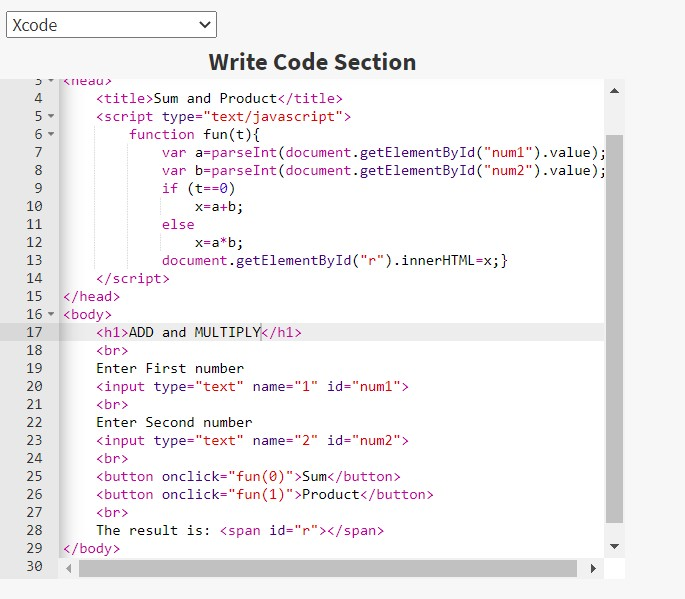 Xcode
Write Code Section
3 <head>
4 <title>Sum and Product</title>
5 <script type="text/javascript">
6 function fun(t){
7 var a=parseInt(document.getElementById("num1").value);
8 var b=parseInt(document.getElementById("num2").value);
9 if (t==0)
10 x=a+b;
11 else
12 x=a*b;
13 document.getElementById("r").innerHTML=x;}
14 </script>
15 </head>
16 <body>
17 <h1>ADD and MULTIPLY</h1>
18 <br>
19 Enter First number
20 <input type="text" name="1" id="num1">
21 <br>
22 Enter Second number
23 <input type="text" name="2" id="num2">
24 <br>
25 <button onclick="fun(0)">Sum</button>
26 <button onclick="fun(1)">Product</button>
27 <br>
28 The result is: <span id="r"></span>
29 </body>
30